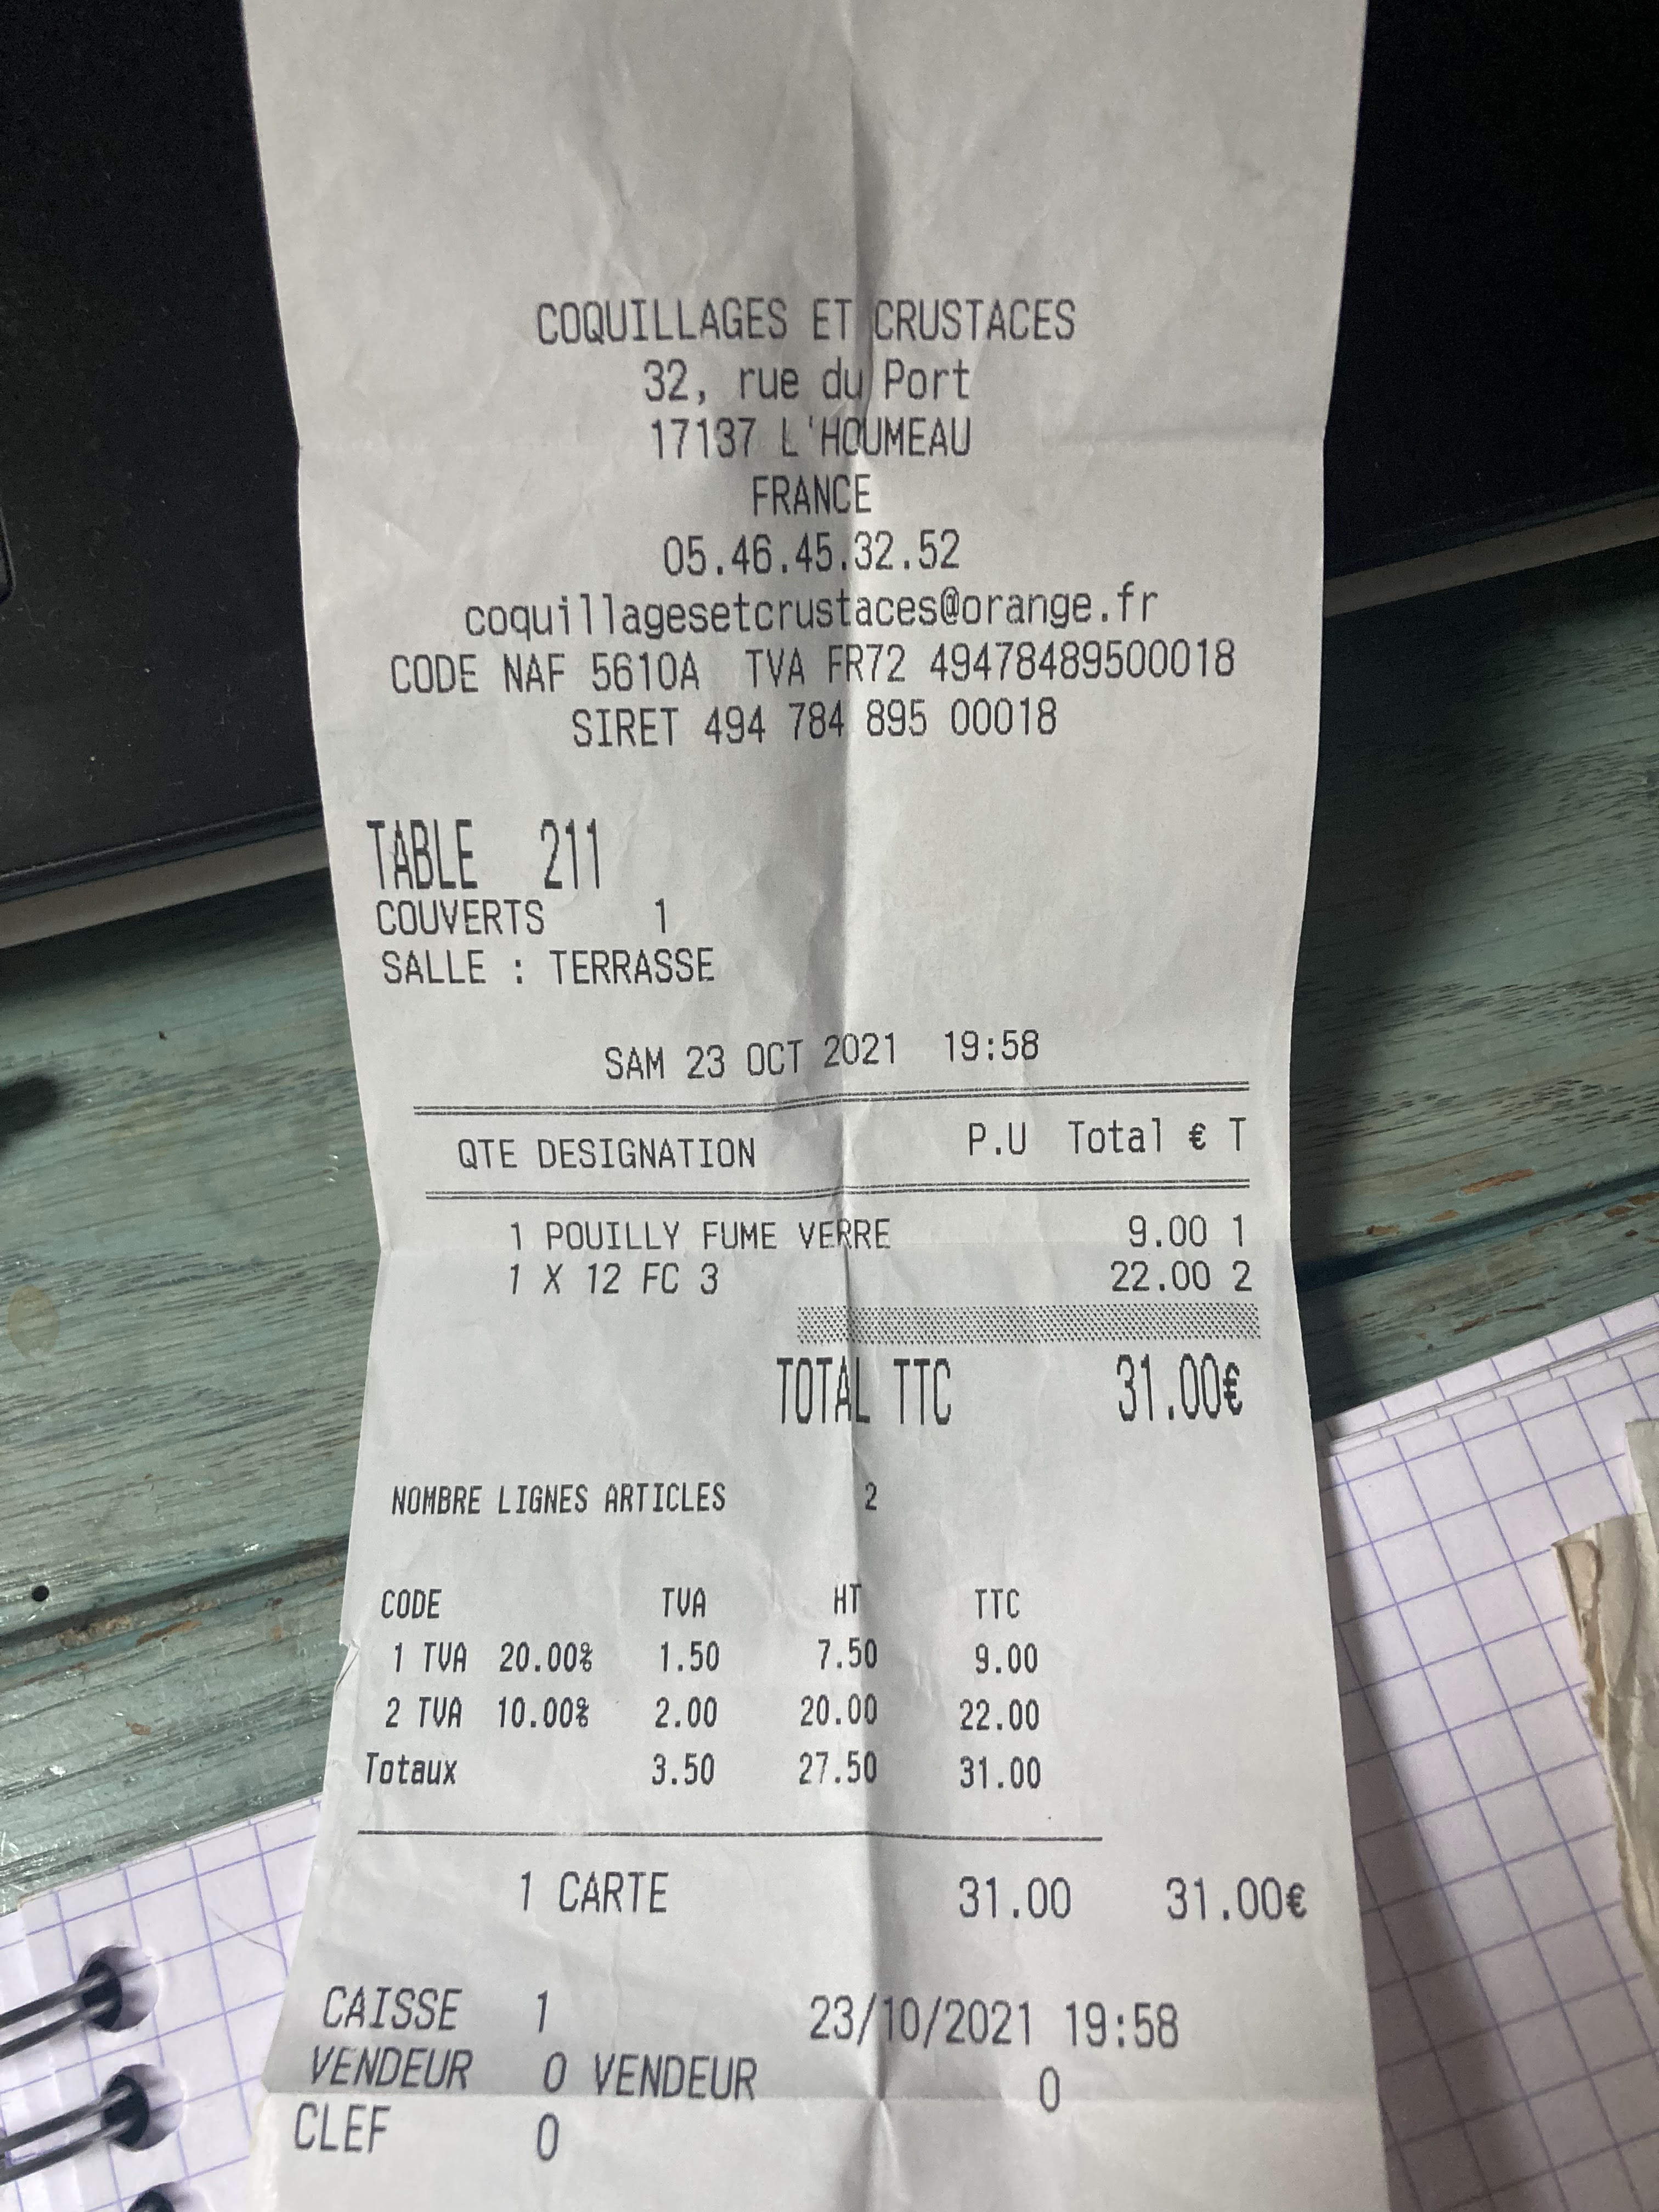 COQUILLAGES ET CRUSTACES
32, rue du Port
17137 L'HOUMEAU
FRANCE
05.46.45.32.52
coquillagesetcrustaces@orange.fr
CODE NAF 5610A TVA FR72 49478489500018
SIRET 494 784 895 00018
TABLE 211
COUVERTS 1
SALLE : TERRASSE
SAM 23 OCT 2021 19:58
QTE DESIGNATION P.U Total € T
1 POUILLY FUME VERRE 9.00 1
1 X 12 FC 3 22.00 2
TOTAL TTC 31.00€
NOMBRE LIGNES ARTICLES 2
CODE TVA HT TTC
1 TVA 20.00% 1.50 7.50 9.00
2 TVA 10.00% 2.00 20.00 22.00
Totaux 3.50 27.50 31.00
1 CARTE 31.00 31.00€
CAISSE 1 23/10/2021 19:58
VENDEUR 0 VENDEUR 0
CLEF 0